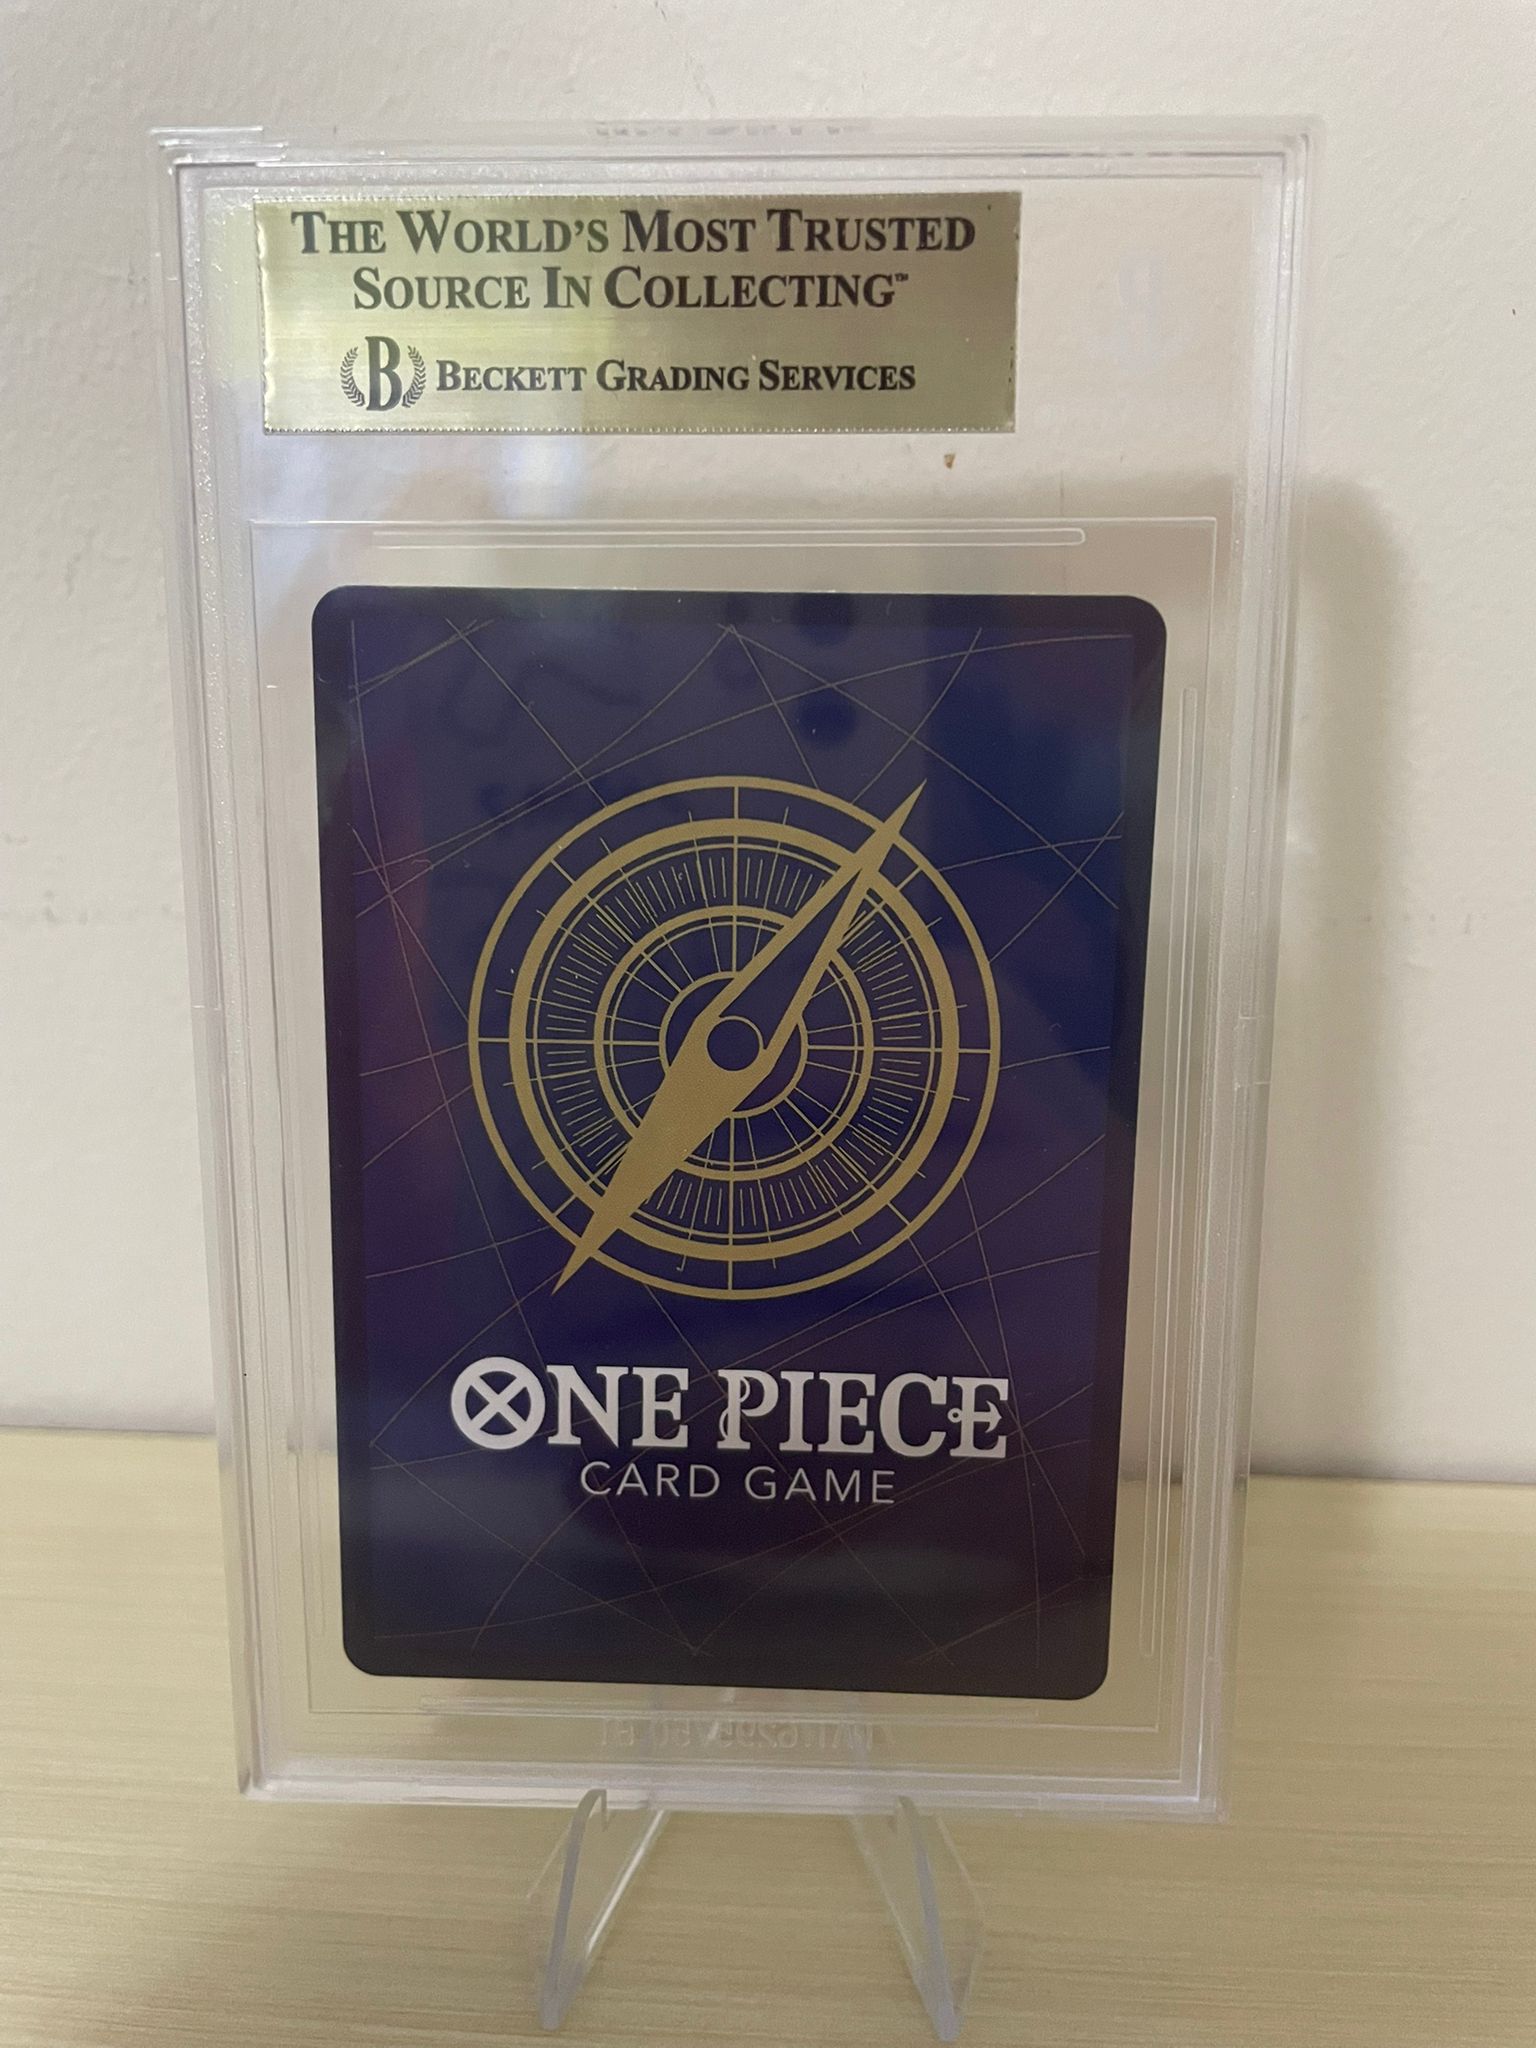 THE WORLD'S MOST TRUSTED
SOURCE IN COLLECTING™
B BECKETT GRADING SERVICES
ONE PIECE
CARD GAME